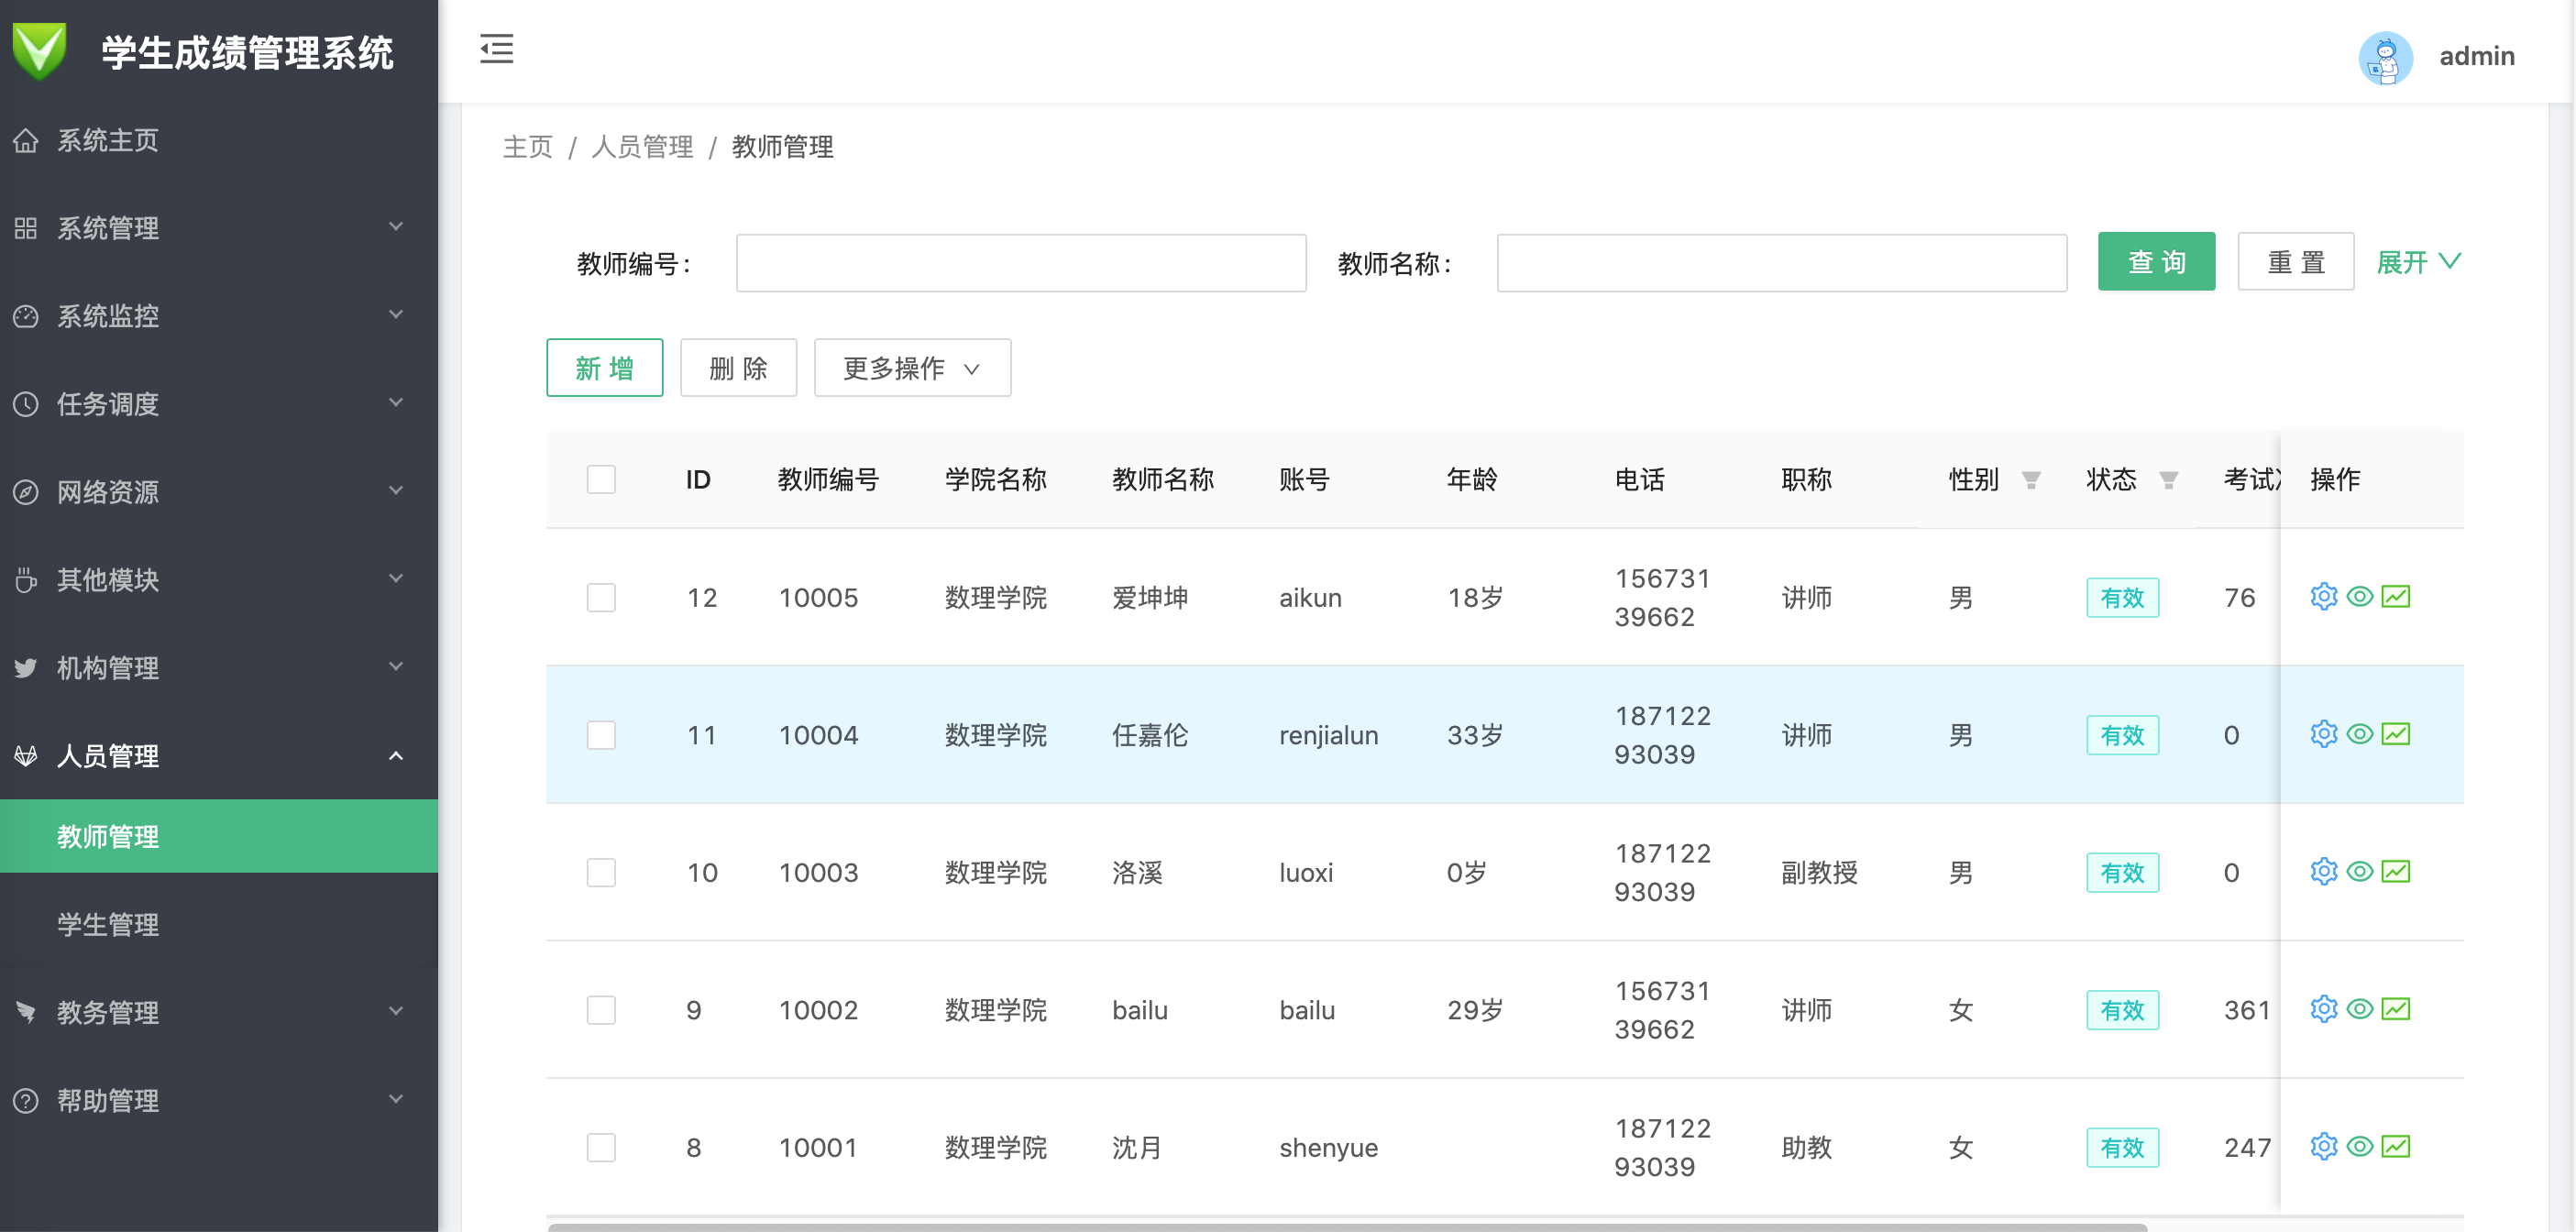 学生成绩管理系统
admin
系统主页
系统管理
系统监控
任务调度
网络资源
其他模块
机构管理
人员管理
教师管理
学生管理
教务管理
帮助管理
主页 / 人员管理 / 教师管理
教师编号: 教师名称: 查 询 重 置 展开
新 增 删 除 更多操作
ID 教师编号 学院名称 教师名称 账号 年龄 电话 职称 性别 状态 考试 操作
12 10005 数理学院 爱坤坤 aikun 18岁 156731 讲师 男 有效 76
39662
11 10004 数理学院 任嘉伦 renjialun 33岁 187122 讲师 男 有效 0
93039
10 10003 数理学院 洛溪 luoxi 0岁 187122 副教授 男 有效 0
93039
9 10002 数理学院 bailu bailu 29岁 156731 讲师 女 有效 361
39662
8 10001 数理学院 沈月 shenyue 187122 助教 女 有效 247
93039